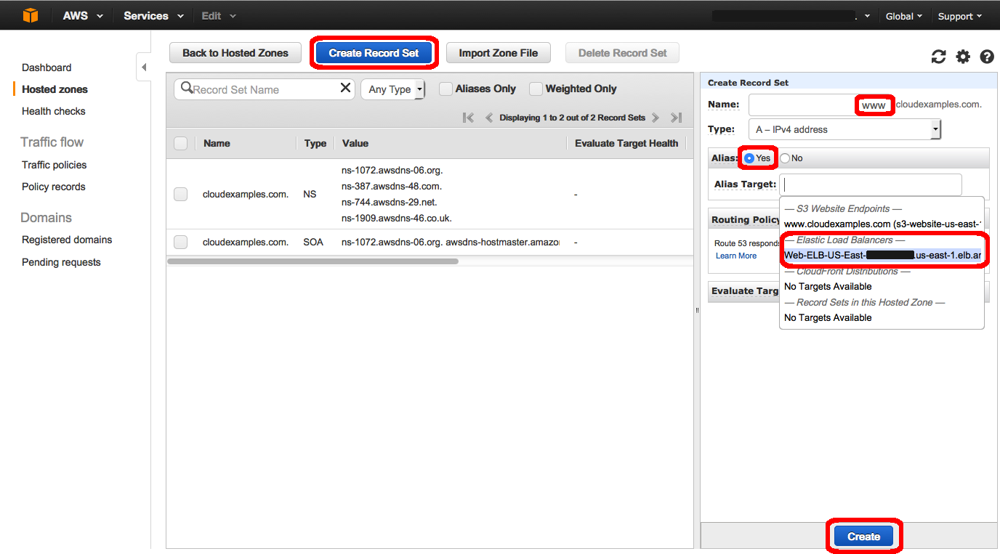 AWS Services Edit Global Support
Dashboard
Hosted zones
Health checks
Traffic flow
Traffic policies
Policy records
Domains
Registered domains
Pending requests
Back to Hosted Zones Create Record Set Import Zone File Delete Record Set
Record Set Name Any Type Aliases Only Weighted Only
Displaying 1 to 2 out of 2 Record Sets
Name Type Value Evaluate Target Health
cloudexamples.com. NS
ns-1072.awsdns-06.org.
ns-387.awsdns-48.com.
ns-744.awsdns-29.net.
ns-1909.awsdns-46.co.uk.
-
cloudexamples.com. SOA ns-1072.awsdns-06.org. awsdns-hostmaster.amazon -
Create Record Set
Name: www cloudexamples.com.
Type: A – IPv4 address
Alias: Yes No
Alias Target:
— S3 Website Endpoints —
www.cloudexamples.com (s3-website-us-east-
— Elastic Load Balancers —
Web-ELB-US-East- .us-east-1.elb.am
— CloudFront Distributions —
No Targets Available
— Record Sets in this Hosted Zone —
No Targets Available
Routing Policy
Route 53 responds
Learn More
Evaluate Targ
Create